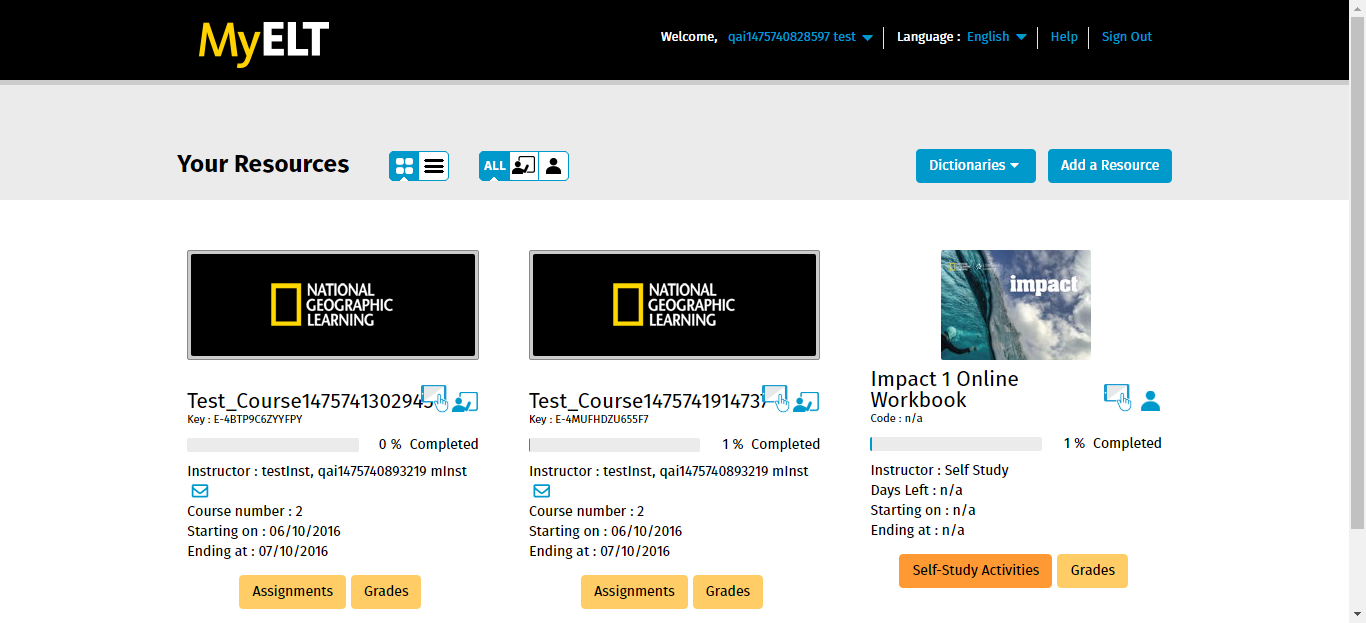 MyELT
Welcome, qai1475740828597 test
Language : English
Help
Sign Out
Your Resources
ALL
Dictionaries
Add a Resource
NATIONAL
GEOGRAPHIC
LEARNING
Test_Course1475741302945
Key : E-4BTP9C6ZYYFPY
0 % Completed
Instructor : testInst, qai1475740893219 mInst
Course number : 2
Starting on : 06/10/2016
Ending at : 07/10/2016
Assignments
Grades
NATIONAL
GEOGRAPHIC
LEARNING
Test_Course1475741914737
Key : E-4MUFHDZU655F7
1 % Completed
Instructor : testInst, qai1475740893219 mInst
Course number : 2
Starting on : 06/10/2016
Ending at : 07/10/2016
Assignments
Grades
impact
Impact 1 Online
Workbook
Code : n/a
1 % Completed
Instructor : Self Study
Days Left : n/a
Starting on : n/a
Ending at : n/a
Self-Study Activities
Grades